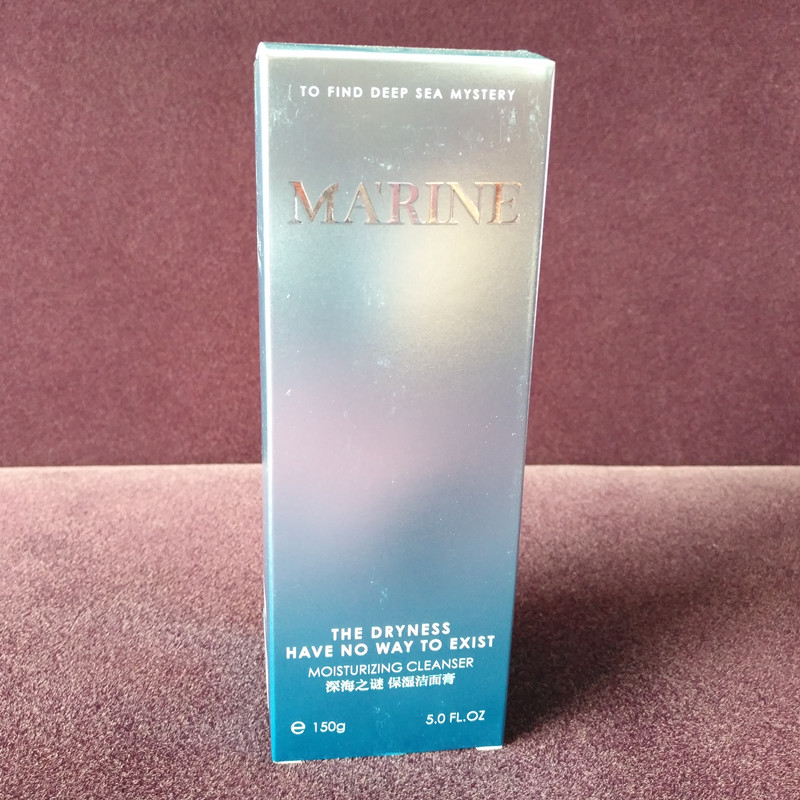 TO FIND DEEP SEA MYSTERY
MARINE
THE DRYNESS
HAVE NO WAY TO EXIST
MOISTURIZING CLEANSER
深海之谜 保湿洁面膏
℮ 150g
5.0 FL.OZ